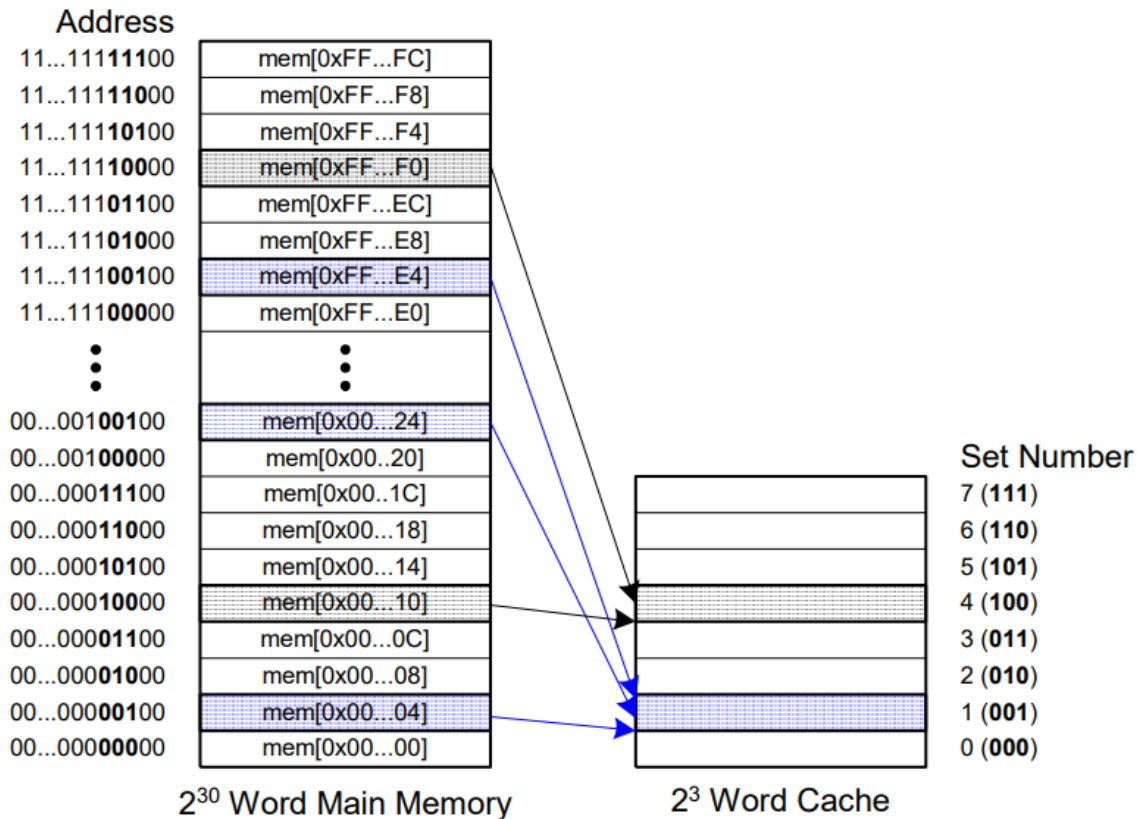 Address
11...11111100 mem[0xFF...FC]
11...11111000 mem[0xFF...F8]
11...11110100 mem[0xFF...F4]
11...11110000 mem[0xFF...F0]
11...11101100 mem[0xFF...EC]
11...11101000 mem[0xFF...E8]
11...11100100 mem[0xFF...E4]
11...11100000 mem[0xFF...E0]
00...00100100 mem[0x00...24]
00...00100000 mem[0x00..20] Set Number
00...00011100 mem[0x00..1C] 7 (111)
00...00011000 mem[0x00...18] 6 (110)
00...00010100 mem[0x00...14] 5 (101)
00...00010000 mem[0x00...10] 4 (100)
00...00001100 mem[0x00...0C] 3 (011)
00...00001000 mem[0x00...08] 2 (010)
00...00000100 mem[0x00...04] 1 (001)
00...00000000 mem[0x00...00] 0 (000)
2³⁰ Word Main Memory 2³ Word Cache